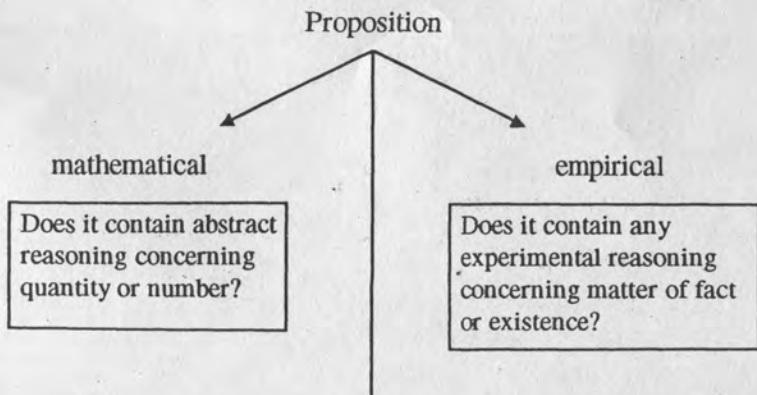 Proposition
mathematical
Does it contain abstract
reasoning concerning
quantity or number?
empirical
Does it contain any
experimental reasoning
concerning matter of fact
or existence?